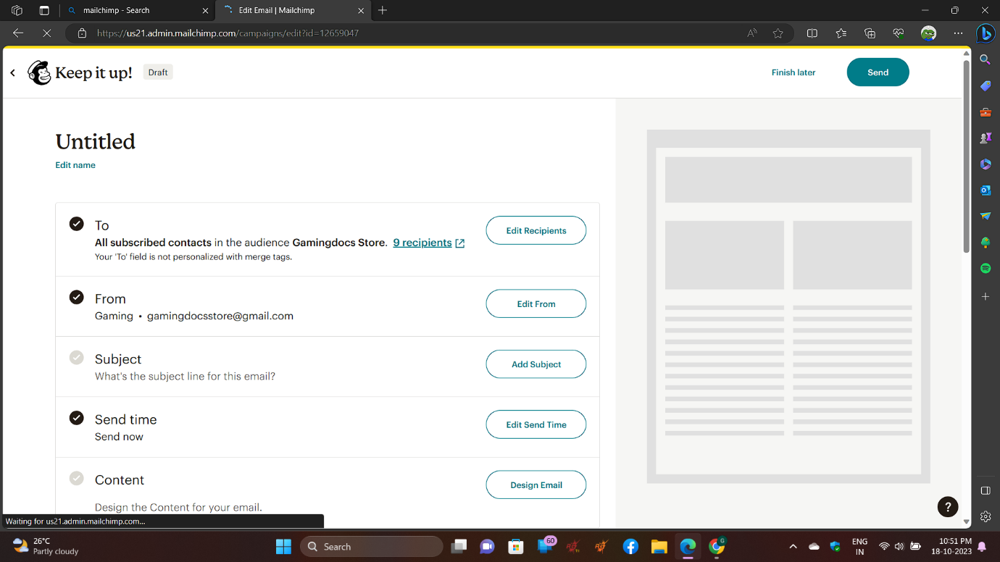 mailchimp - Search
Edit Email | Mailchimp
https://us21.admin.mailchimp.com/campaigns/edit?id=12659047
Keep it up!
Draft
Finish later
Send
Untitled
Edit name
To
All subscribed contacts in the audience Gamingdocs Store. 9 recipients
Your 'To' field is not personalized with merge tags.
Edit Recipients
From
Gaming • gamingdocsstore@gmail.com
Edit From
Subject
What's the subject line for this email?
Add Subject
Send time
Send now
Edit Send Time
Content
Design the Content for your email.
Design Email
?
Waiting for us21.admin.mailchimp.com...
26°C
Partly cloudy
Search
60
G
ENG
IN
10:51 PM
18-10-2023